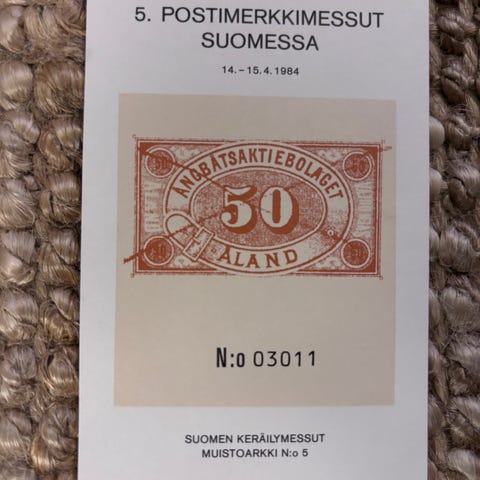 5. POSTIMERKKIMESSUT
SUOMESSA
14.–15.4.1984
ÅNGBÅTSAKTIEBOLAGET
50
ÅLAND
N:o 03011
SUOMEN KERÄILYMESSUT
MUISTOARKKI N:o 5